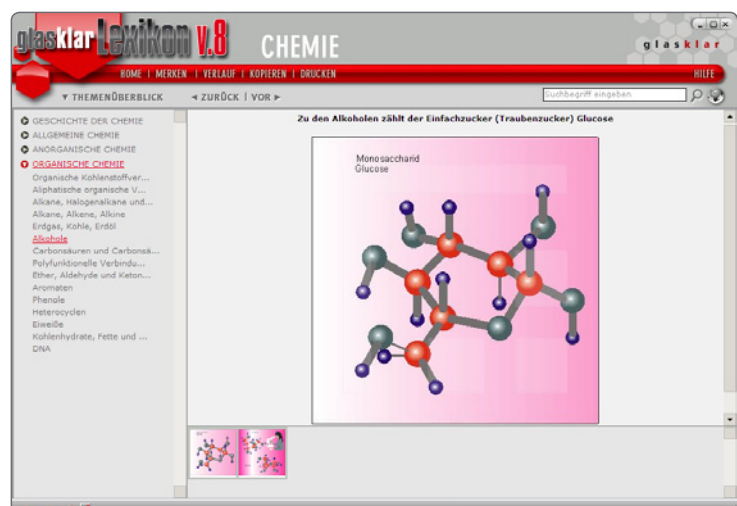 glasklar Lexikon V.8
CHEMIE
glasklar
HOME | MERKEN | VERLAUF | KOPIEREN | DRUCKEN
HILFE
THEMENÜBERBLICK
ZURÜCK | VOR
Suchbegriff eingeben
GESCHICHTE DER CHEMIE
ALLGEMEINE CHEMIE
ANORGANISCHE CHEMIE
ORGANISCHE CHEMIE
Organische Kohlenstoffver...
Aliphatische organische V...
Alkane, Halogenalkane und...
Alkane, Alkene, Alkine
Erdgas, Kohle, Erdöl
Alkohole
Carbonsäuren und Carbonsä...
Polyfunktionelle Verbindu...
Ether, Aldehyde und Keton...
Aromaten
Phenole
Heterocyclen
Eiweiße
Kohlenhydrate, Fette und ...
DNA
Zu den Alkoholen zählt der Einfachzucker (Traubenzucker) Glucose
Monosaccharid
Glucose